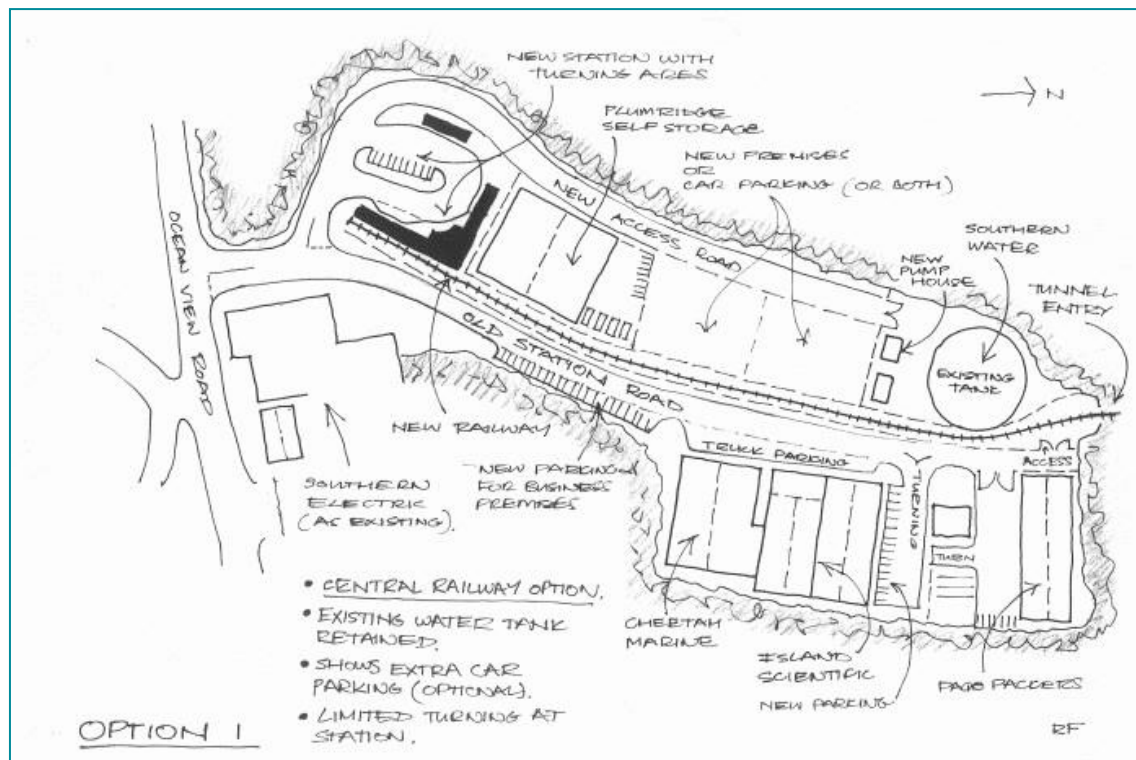 NEW STATION WITH
TURNING AREA
PLUMRIDGE
SELF STORAGE
N
NEW PREMISES
OR
CAR PARKING (OR BOTH)
SOUTHERN
WATER
NEW
PUMP
HOUSE
TUNNEL
ENTRY
NEW ACCESS ROAD
OCEAN VIEW ROAD
EXISTING
TANK
OLD STATION ROAD
NEW RAILWAY
TRUCK PARKING
ACCESS
TURNING
TURN
SOUTHERN
ELECTRIC
(AS EXISTING).
NEW PARKING
FOR BUSINESS
PREMISES
• CENTRAL RAILWAY OPTION.
• EXISTING WATER TANK
RETAINED.
• SHOWS EXTRA CAR
PARKING (OPTIONAL).
• LIMITED TURNING AT
STATION.
CHEETAH
MARINE
ISLAND
SCIENTIFIC
NEW PARKING
PACKERS
OPTION 1
RF